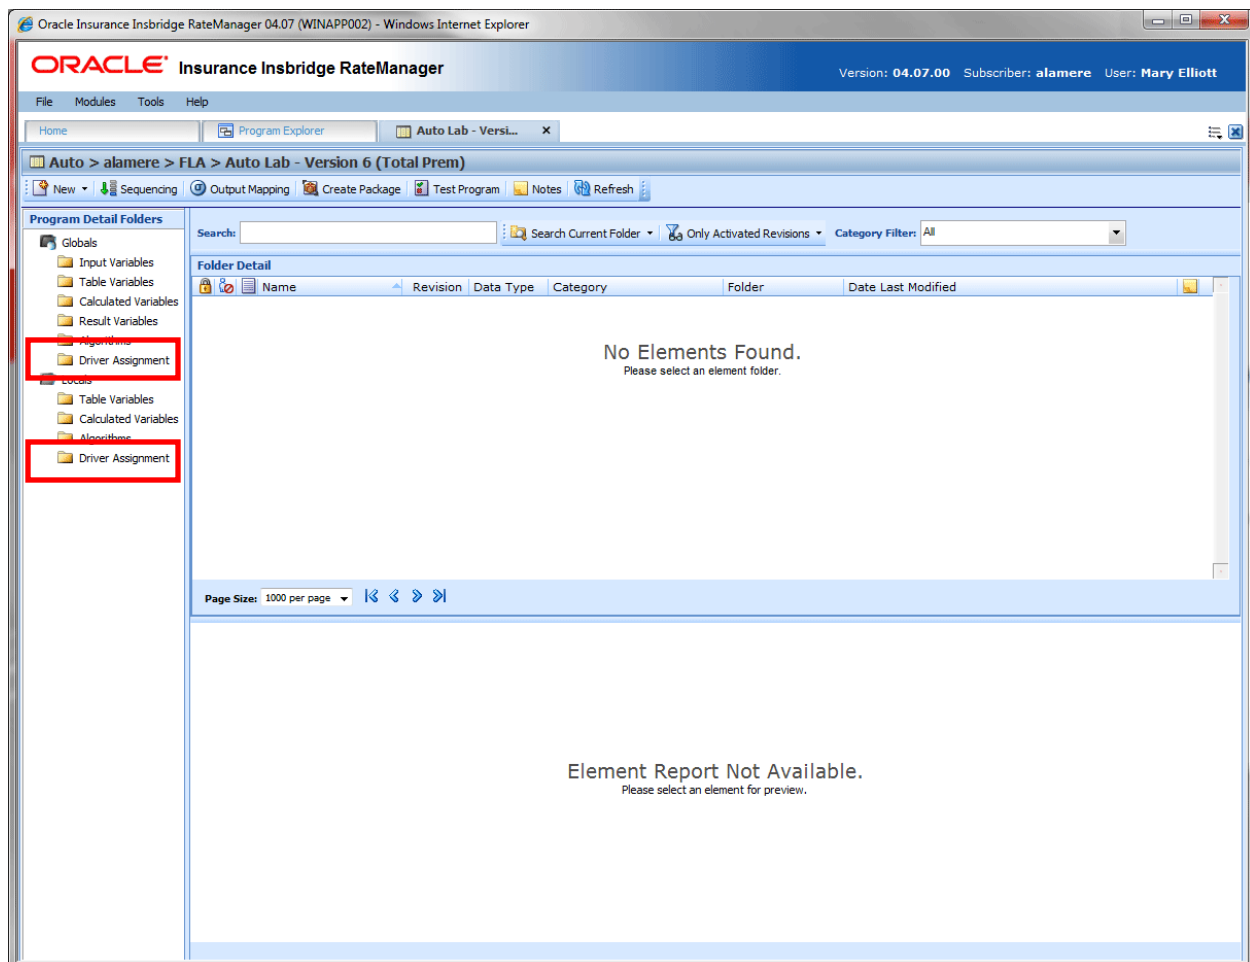 Oracle Insurance Insbridge RateManager 04.07 (WINAPP002) - Windows Internet Explorer
ORACLE Insurance Insbridge RateManager
Version: 04.07.00 Subscriber: alamere User: Mary Elliott
File Modules Tools Help
Home Program Explorer Auto Lab - Versi...
Auto > alamere > FLA > Auto Lab - Version 6 (Total Prem)
New Sequencing Output Mapping Create Package Test Program Notes Refresh
Program Detail Folders
Globals
Input Variables
Table Variables
Calculated Variables
Result Variables
Algorithms
Driver Assignment
Locals
Table Variables
Calculated Variables
Algorithms
Driver Assignment
Search: Search Current Folder Only Activated Revisions Category Filter: All
Folder Detail
Name Revision Data Type Category Folder Date Last Modified
No Elements Found.
Please select an element folder.
Page Size: 1000 per page
Element Report Not Available.
Please select an element for preview.